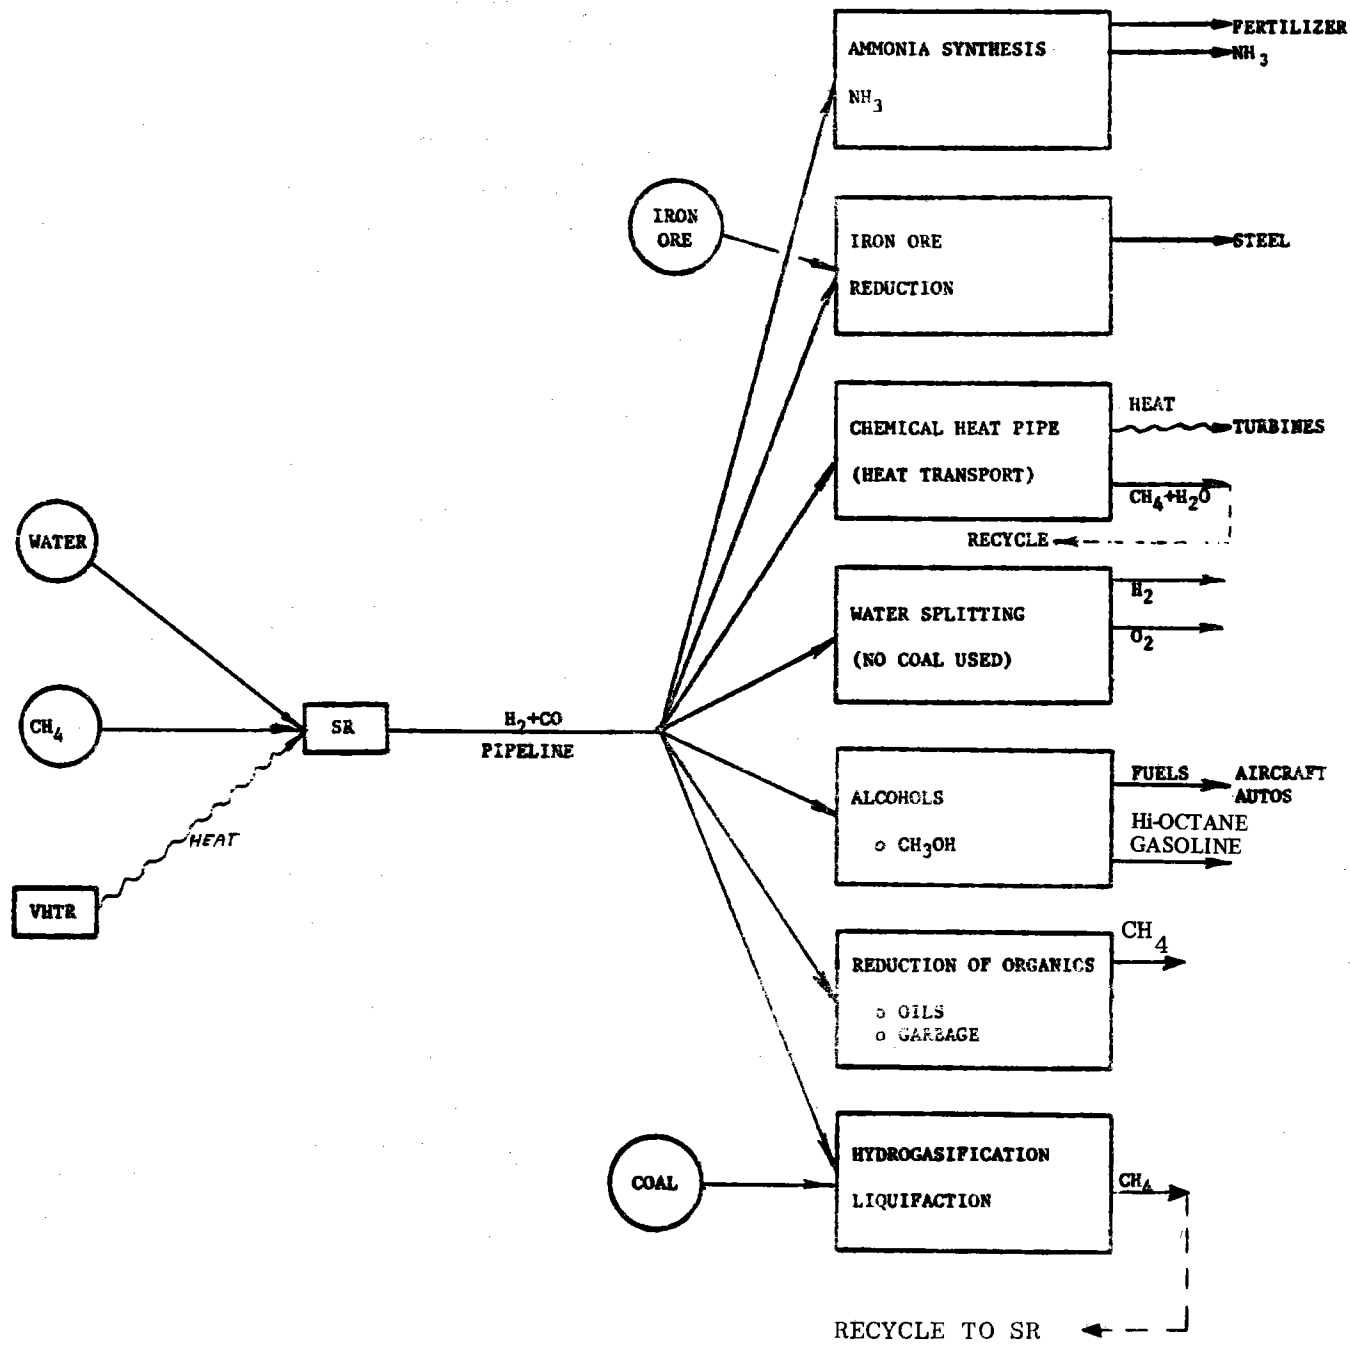 FERTILIZER
AMMONIA SYNTHESIS
NH3
NH3
IRON
ORE
IRON ORE
REDUCTION
STEEL
HEAT
CHEMICAL HEAT PIPE
TURBINES
(HEAT TRANSPORT)
CH4+H2O
RECYCLE
WATER
H2
WATER SPLITTING
O2
(NO COAL USED)
CH4
SR
H2+CO
PIPELINE
FUELS
AIRCRAFT
AUTOS
ALCOHOLS
Hi-OCTANE
GASOLINE
o CH3OH
HEAT
VHTR
CH4
REDUCTION OF ORGANICS
o OILS
o GARBAGE
HYDROGASIFICATION
COAL
CH4
LIQUIFACTION
RECYCLE TO SR